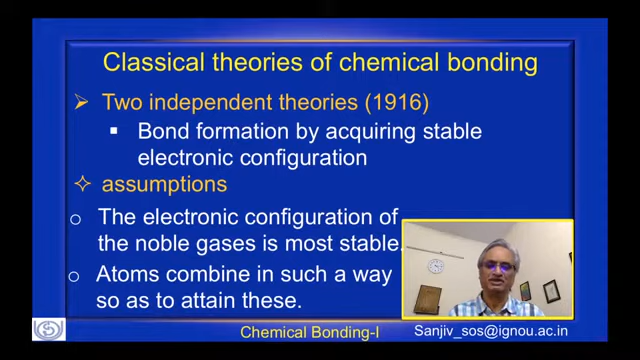 Classical theories of chemical bonding
Two independent theories (1916)
Bond formation by acquiring stable
electronic configuration
assumptions
The electronic configuration of
the noble gases is most stable.
Atoms combine in such a way
so as to attain these.
Chemical Bonding-I
Sanjiv_sos@ignou.ac.in